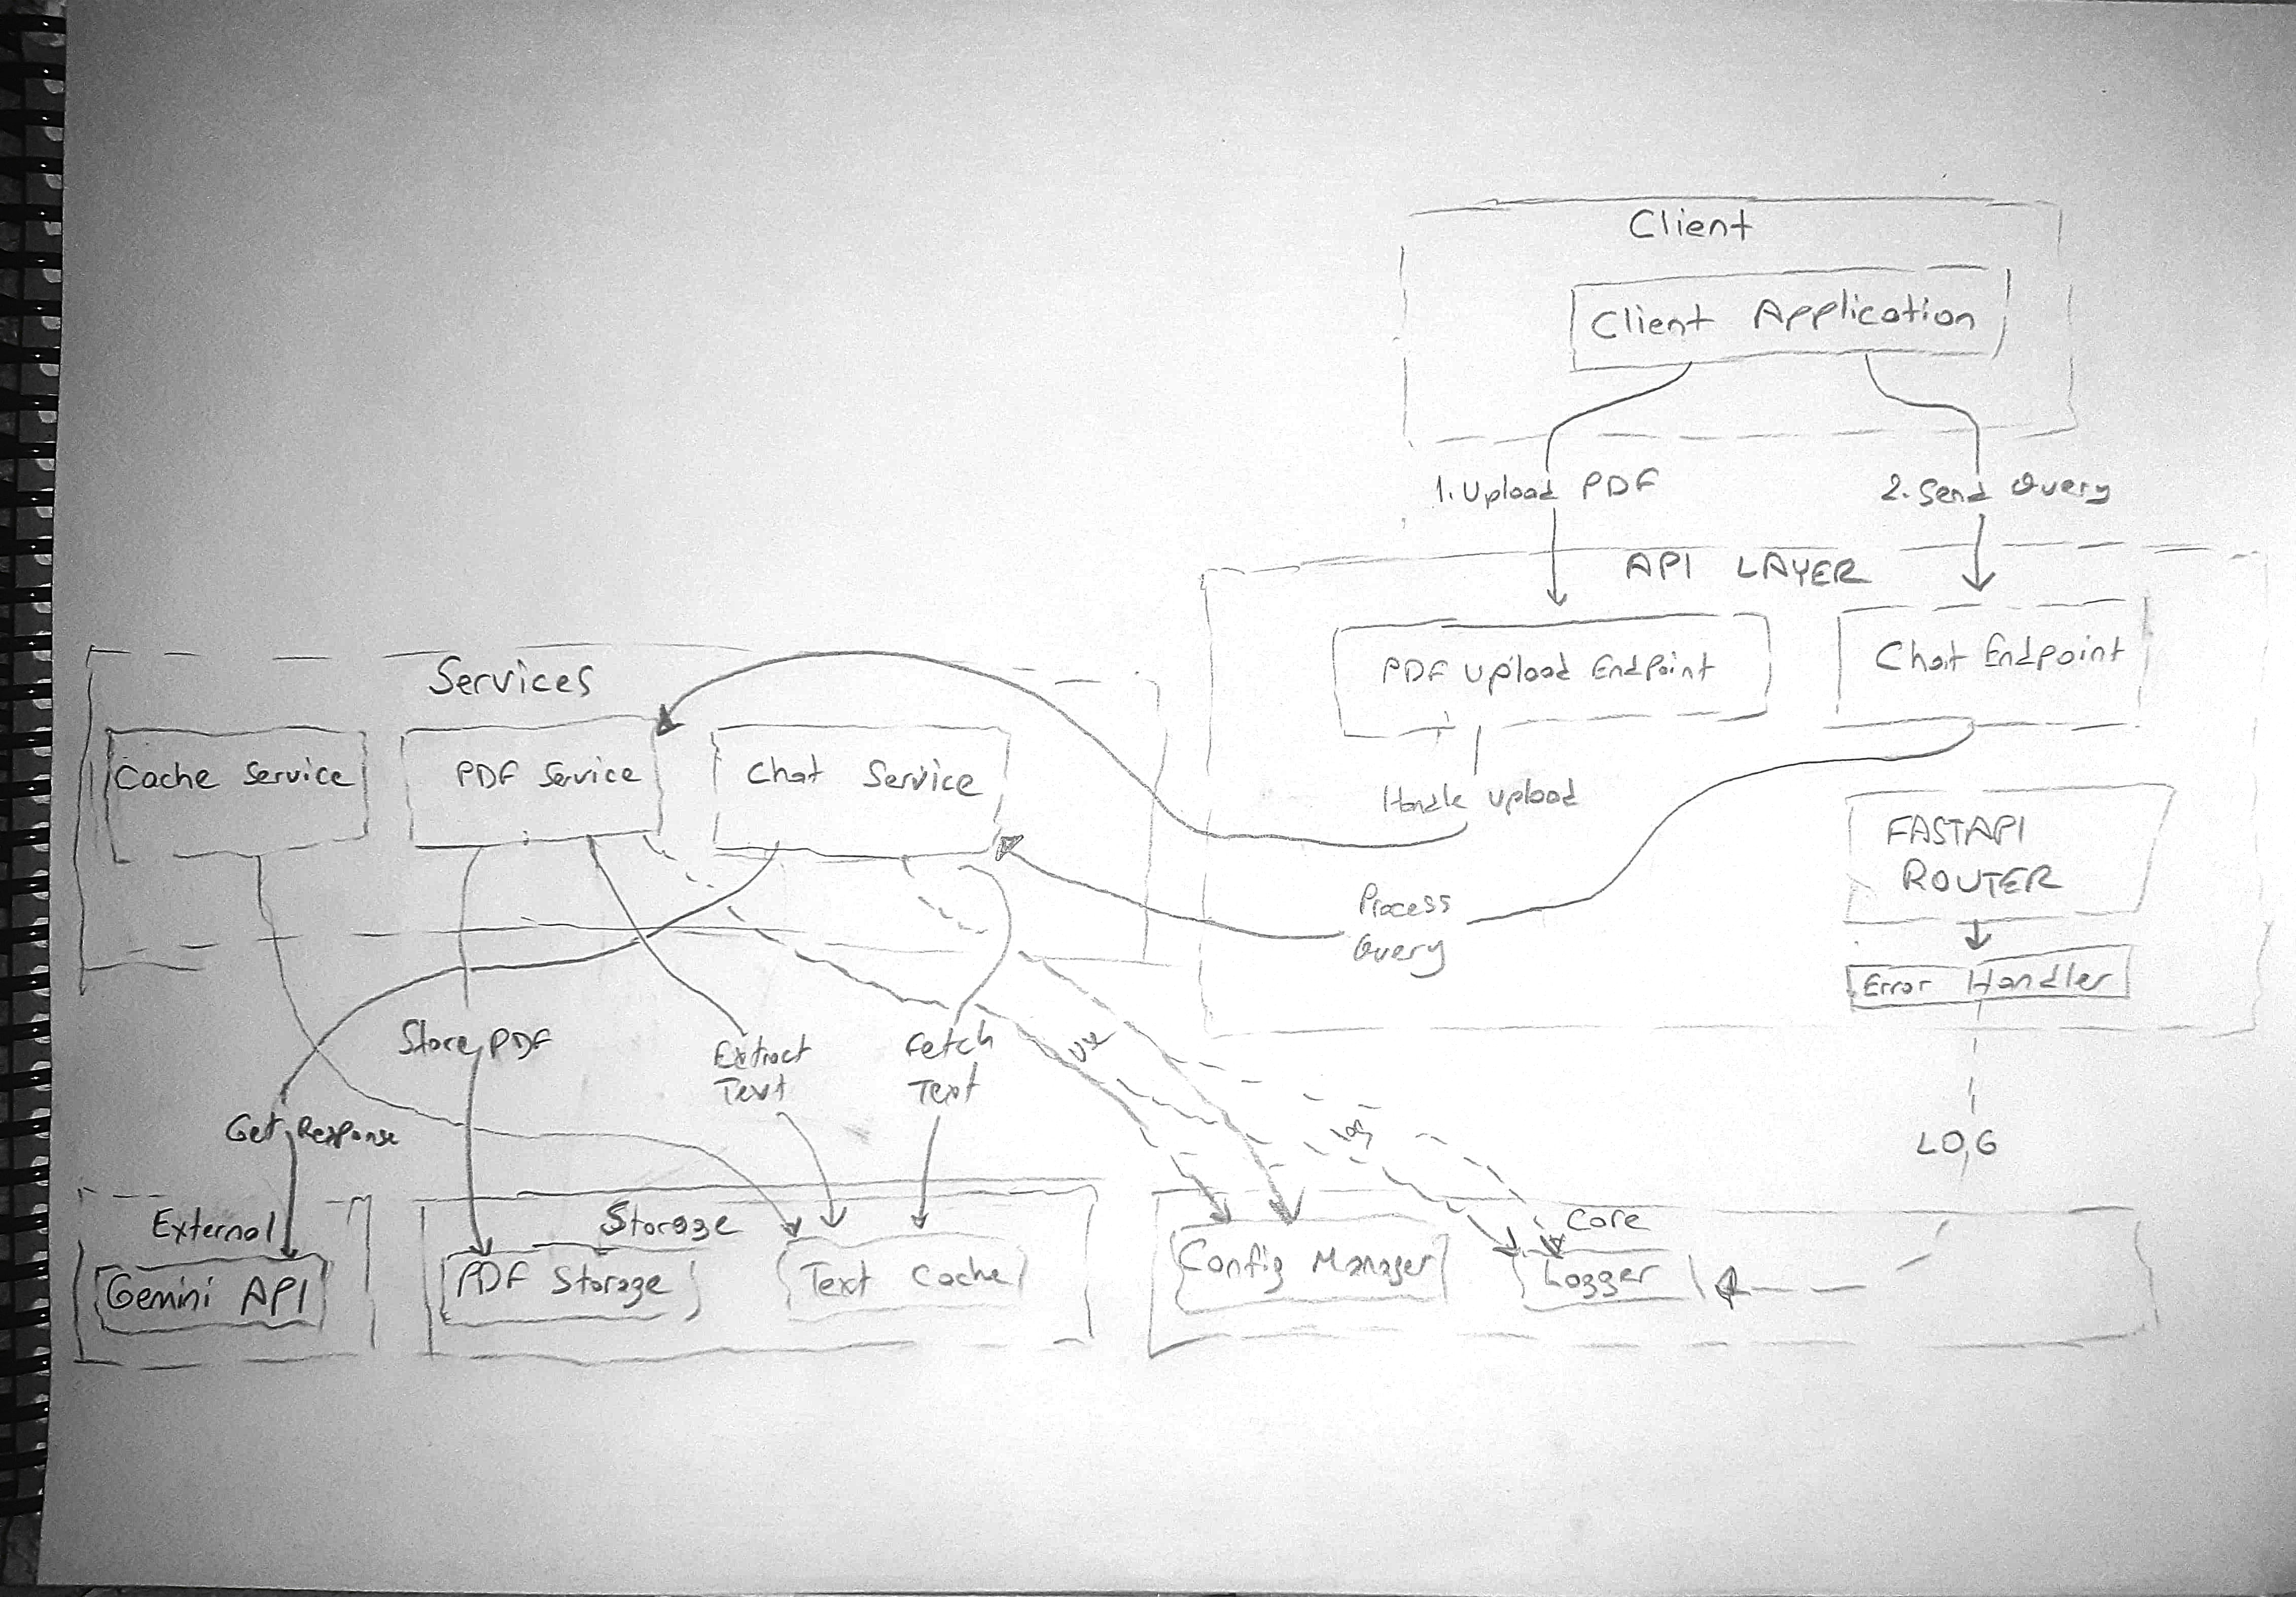 Client
Client Application
1. Upload PDF
2. Send Query
API LAYER
PDF Upload Endpoint
Chat Endpoint
Services
Cache Service
PDF Service
Chat Service
Handle upload
FASTAPI
ROUTER
Process
Query
Error Handler
Store PDF
Extract
Text
Fetch
Text
Use
Get Response
Log
LOG
External
Storage
Core
Gemini API
PDF Storage
Text Cache
Config Manager
Logger